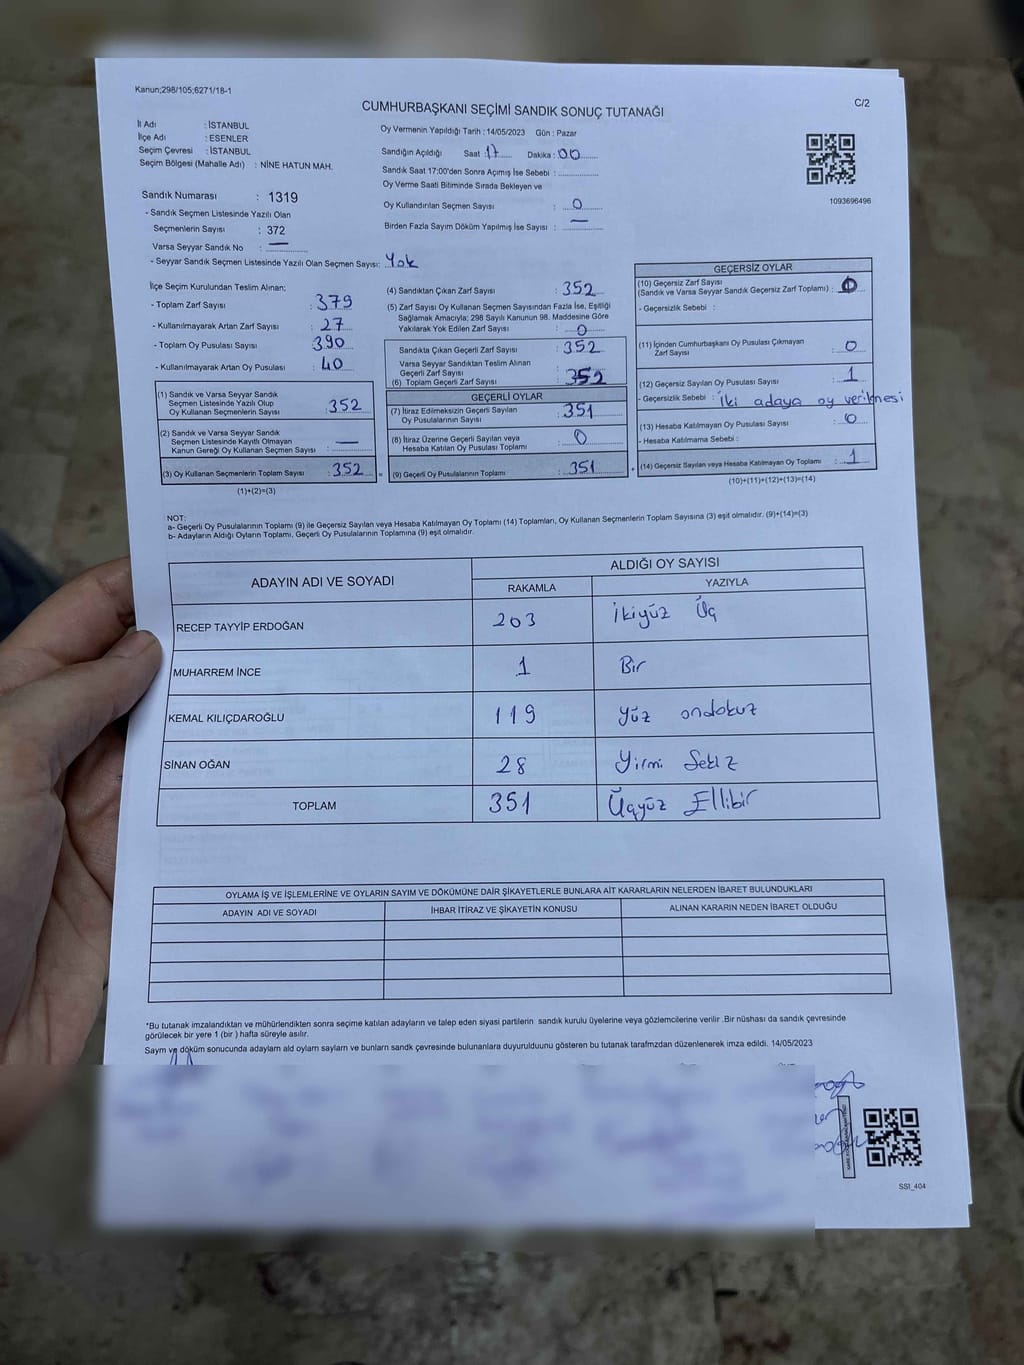 Kanun;298/105;6271/18-1
C/2
CUMHURBAŞKANI SEÇİMİ SANDIK SONUÇ TUTANAĞI
İl Adı : İSTANBUL
İlçe Adı : ESENLER
Seçim Çevresi : İSTANBUL
Seçim Bölgesi (Mahalle Adı) : NİNE HATUN MAH.
Sandık Numarası : 1319
- Sandık Seçmen Listesinde Yazılı Olan
Seçmenlerin Sayısı : 372
Varsa Seyyar Sandık No : —
- Seyyar Sandık Seçmen Listesinde Yazılı Olan Seçmen Sayısı: Yok
Oy Vermenin Yapıldığı Tarih : 14/05/2023 Gün : Pazar
Sandığın Açıldığı Saat : 17 Dakika : 00
Sandık Saat 17:00'den Sonra Açımış İse Sebebi :
Oy Verme Saati Bitiminde Sırada Bekleyen ve
Oy Kullandırılan Seçmen Sayısı : 0
Birden Fazla Sayım Döküm Yapılmış İse Sayısı : —
1093696496
İlçe Seçim Kurulundan Teslim Alınan;
- Toplam Zarf Sayısı : 379
- Kullanılmayarak Artan Zarf Sayısı : 27
- Toplam Oy Pusulası Sayısı : 390
- Kullanılmayarak Artan Oy Pusulası : 40
(1) Sandık ve Varsa Seyyar Sandık
Seçmen Listesinde Yazılı Olup
Oy Kullanan Seçmenlerin Sayısı : 352
(2) Sandık ve Varsa Seyyar Sandık
Seçmen Listesinde Kayıtlı Olmayan
Kanun Gereği Oy Kullanan Seçmen Sayısı : —
(3) Oy Kullanan Seçmenlerin Toplam Sayısı : 352 =
(1)+(2)=(3)
(4) Sandıktan Çıkan Zarf Sayısı : 352
(5) Zarf Sayısı Oy Kullanan Seçmen Sayısından Fazla İse, Eşitliği
Sağlamak Amacıyla; 298 Sayılı Kanunun 98. Maddesine Göre
Yakılarak Yok Edilen Zarf Sayısı : 0
Sandıkta Çıkan Geçerli Zarf Sayısı : 352
Varsa Seyyar Sandıktan Teslim Alınan
Geçerli Zarf Sayısı :
(6) Toplam Geçerli Zarf Sayısı : 352
GEÇERLİ OYLAR
(7) İtiraz Edilmeksizin Geçerli Sayılan
Oy Pusulalarının Sayısı : 351
(8) İtiraz Üzerine Geçerli Sayılan veya
Hesaba Katılan Oy Pusulası Toplamı : 0
(9) Geçerli Oy Pusulalarının Toplamı : 351 +
GEÇERSİZ OYLAR
(10) Geçersiz Zarf Sayısı
(Sandık ve Varsa Seyyar Sandık Geçersiz Zarf Toplamı) : 0
- Geçersizlik Sebebi :
(11) İçinden Cumhurbaşkanı Oy Pusulası Çıkmayan
Zarf Sayısı : 0
(12) Geçersiz Sayılan Oy Pusulası Sayısı : 1
- Geçersizlik Sebebi : İki adaya oy verilmesi
(13) Hesaba Katılmayan Oy Pusulası Sayısı : 0
- Hesaba Katılmama Sebebi :
(14) Geçersiz Sayılan veya Hesaba Katılmayan Oy Toplamı : 1
(10)+(11)+(12)+(13)=(14)
NOT:
a- Geçerli Oy Pusulalarının Toplamı (9) ile Geçersiz Sayılan veya Hesaba Katılmayan Oy Toplamı (14) Toplamları, Oy Kullanan Seçmenlerin Toplam Sayısına (3) eşit olmalıdır. (9)+(14)=(3)
b- Adayların Aldığı Oyların Toplamı, Geçerli Oy Pusulalarının Toplamına (9) eşit olmalıdır.
ADAYIN ADI VE SOYADI
ALDIĞI OY SAYISI
RAKAMLA YAZIYLA
RECEP TAYYİP ERDOĞAN 203 İkiyüz Üç
MUHARREM İNCE 1 Bir
KEMAL KILIÇDAROĞLU 119 Yüz ondokuz
SİNAN OĞAN 28 Yirmi Sekiz
TOPLAM 351 Üçyüz Ellibir
OYLAMA İŞ VE İŞLEMLERİNE VE OYLARIN SAYIM VE DÖKÜMÜNE DAİR ŞİKAYETLERLE BUNLARA AİT KARARLARIN NELERDEN İBARET BULUNDUKLARI
ADAYIN ADI VE SOYADI İHBAR İTİRAZ VE ŞİKAYETİN KONUSU ALINAN KARARIN NEDEN İBARET OLDUĞU
*Bu tutanak imzalandıktan ve mühürlendikten sonra seçime katılan adayların ve talep eden siyasi partilerin sandık kurulu üyelerine veya gözlemcilerine verilir .Bir nüshası da sandık çevresinde
görülecek bir yere 1 (bir ) hafta süreyle asılır.
Sayım ve döküm sonucunda adayların ald oyların sayların ve bunların sandk çevresinde bulunanlara duyurulduunu gösteren bu tutanak tarafmzdan düzenlenerek imza edildi. 14/05/2023
SSI_404